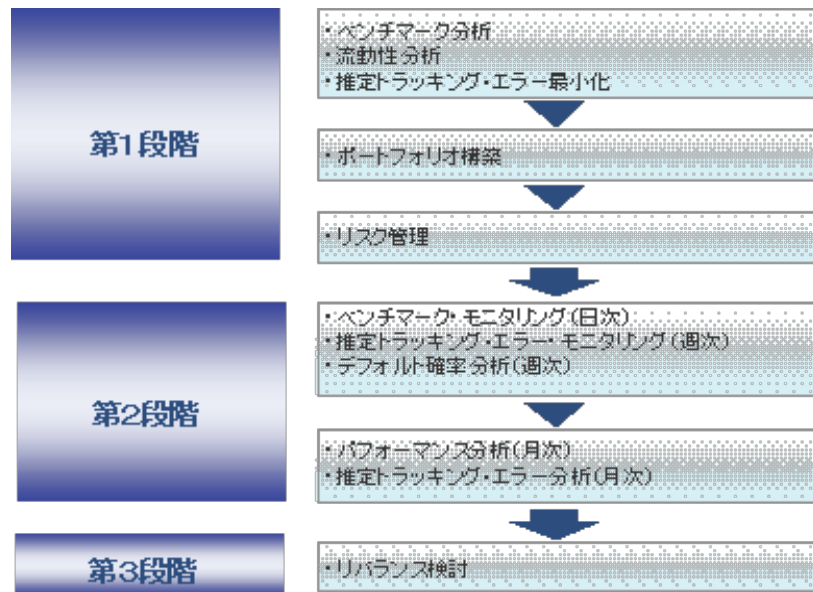 第1段階
・ベンチマーク分析
・流動性分析
・推定トラッキング・エラー最小化
・ポートフォリオ構築
・リスク管理
第2段階
・ベンチマーク・モニタリング(日次)
・推定トラッキング・エラー・モニタリング(週次)
・デフォルト確率分析(週次)
・パフォーマンス分析(月次)
・推定トラッキング・エラー分析(月次)
第3段階
・リバランス検討